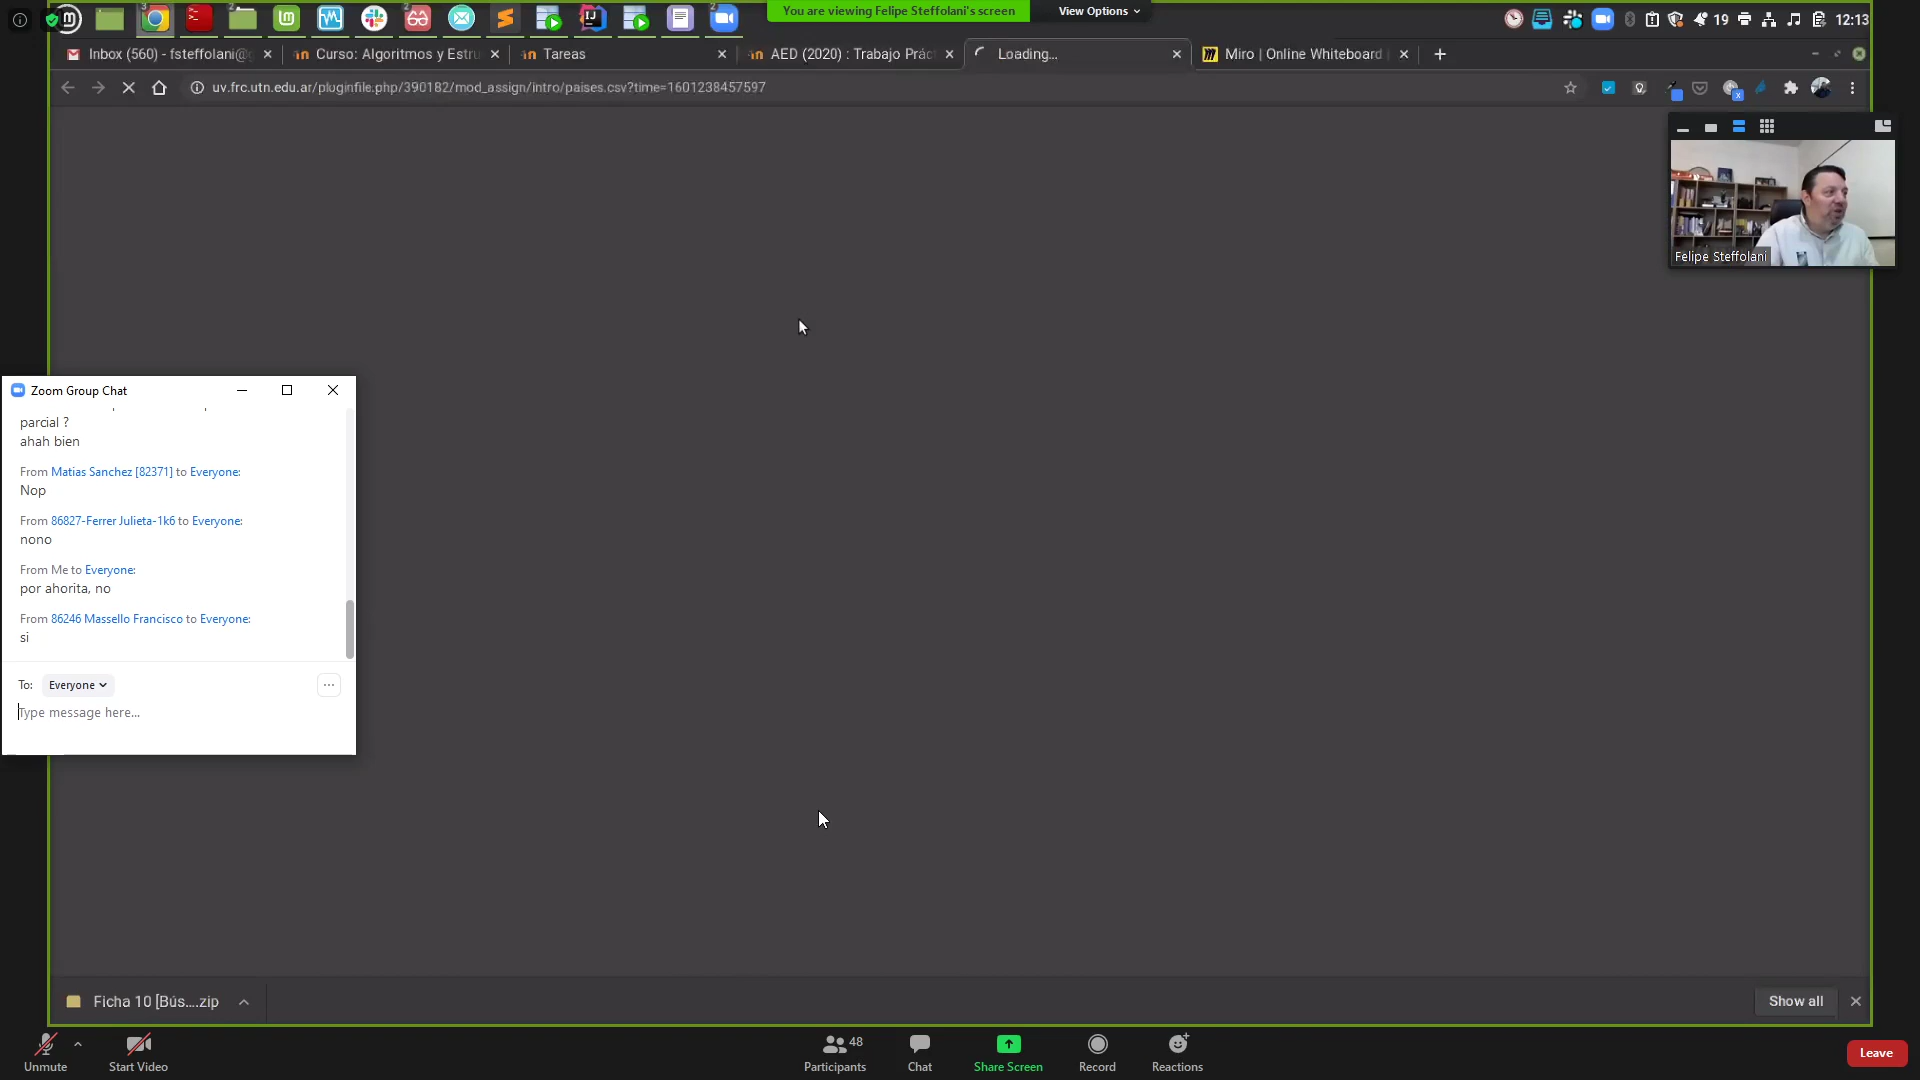 You are viewing Felipe Steffolani's screen
View Options
19
12:13
Inbox (560) - fsteffolani@
Curso: Algoritmos y Estru
Tareas
AED (2020) : Trabajo Prác
Loading...
Miro | Online Whiteboard
uv.frc.utn.edu.ar/pluginfile.php/390182/mod_assign/intro/paises.csv?time=1601238457597
Felipe Steffolani
Zoom Group Chat
parcial ?
ahah bien
From Matias Sanchez [82371] to Everyone:
Nop
From 86827-Ferrer Julieta-1k6 to Everyone:
nono
From Me to Everyone:
por ahorita, no
From 86246 Massello Francisco to Everyone:
si
To: Everyone
Type message here...
Ficha 10 [Bús....zip
Show all
Unmute
Start Video
48
Participants
Chat
Share Screen
Record
Reactions
Leave